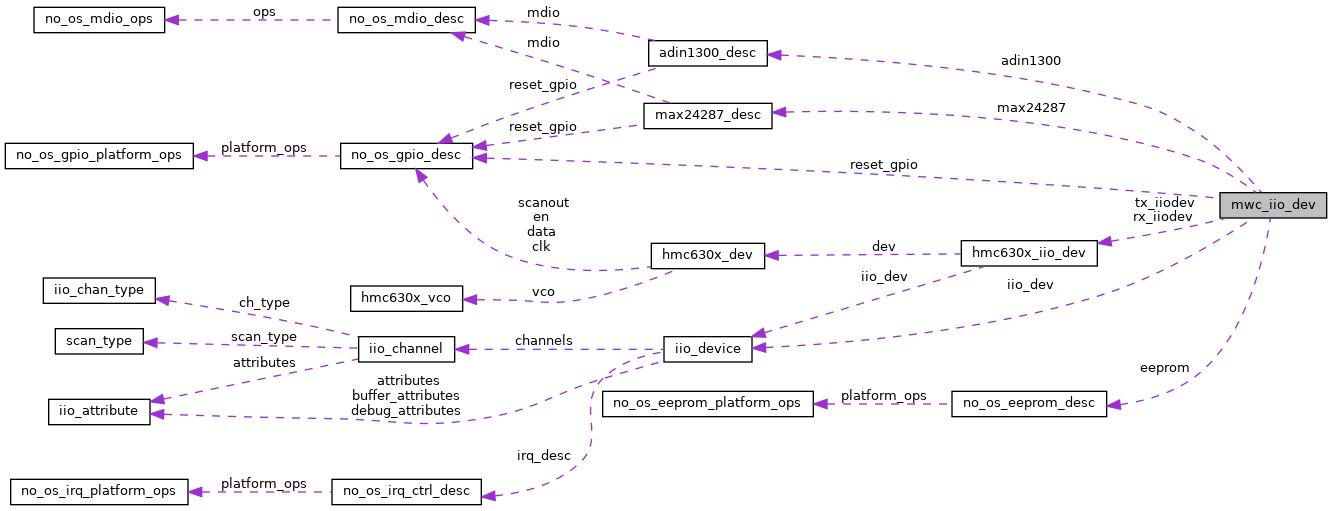 no_os_mdio_ops
ops
no_os_mdio_desc
mdio
mdio
adin1300_desc
adin1300
reset_gpio
max24287_desc
max24287
reset_gpio
no_os_gpio_platform_ops
platform_ops
no_os_gpio_desc
reset_gpio
mwc_iio_dev
scanout
en
data
clk
tx_iiodev
rx_iiodev
hmc630x_dev
dev
hmc630x_iio_dev
iio_dev
iio_dev
iio_chan_type
ch_type
hmc630x_vco
vco
scan_type
scan_type
iio_channel
channels
iio_device
attributes
eeprom
iio_attribute
attributes
buffer_attributes
debug_attributes
no_os_eeprom_platform_ops
platform_ops
no_os_eeprom_desc
irq_desc
no_os_irq_platform_ops
platform_ops
no_os_irq_ctrl_desc